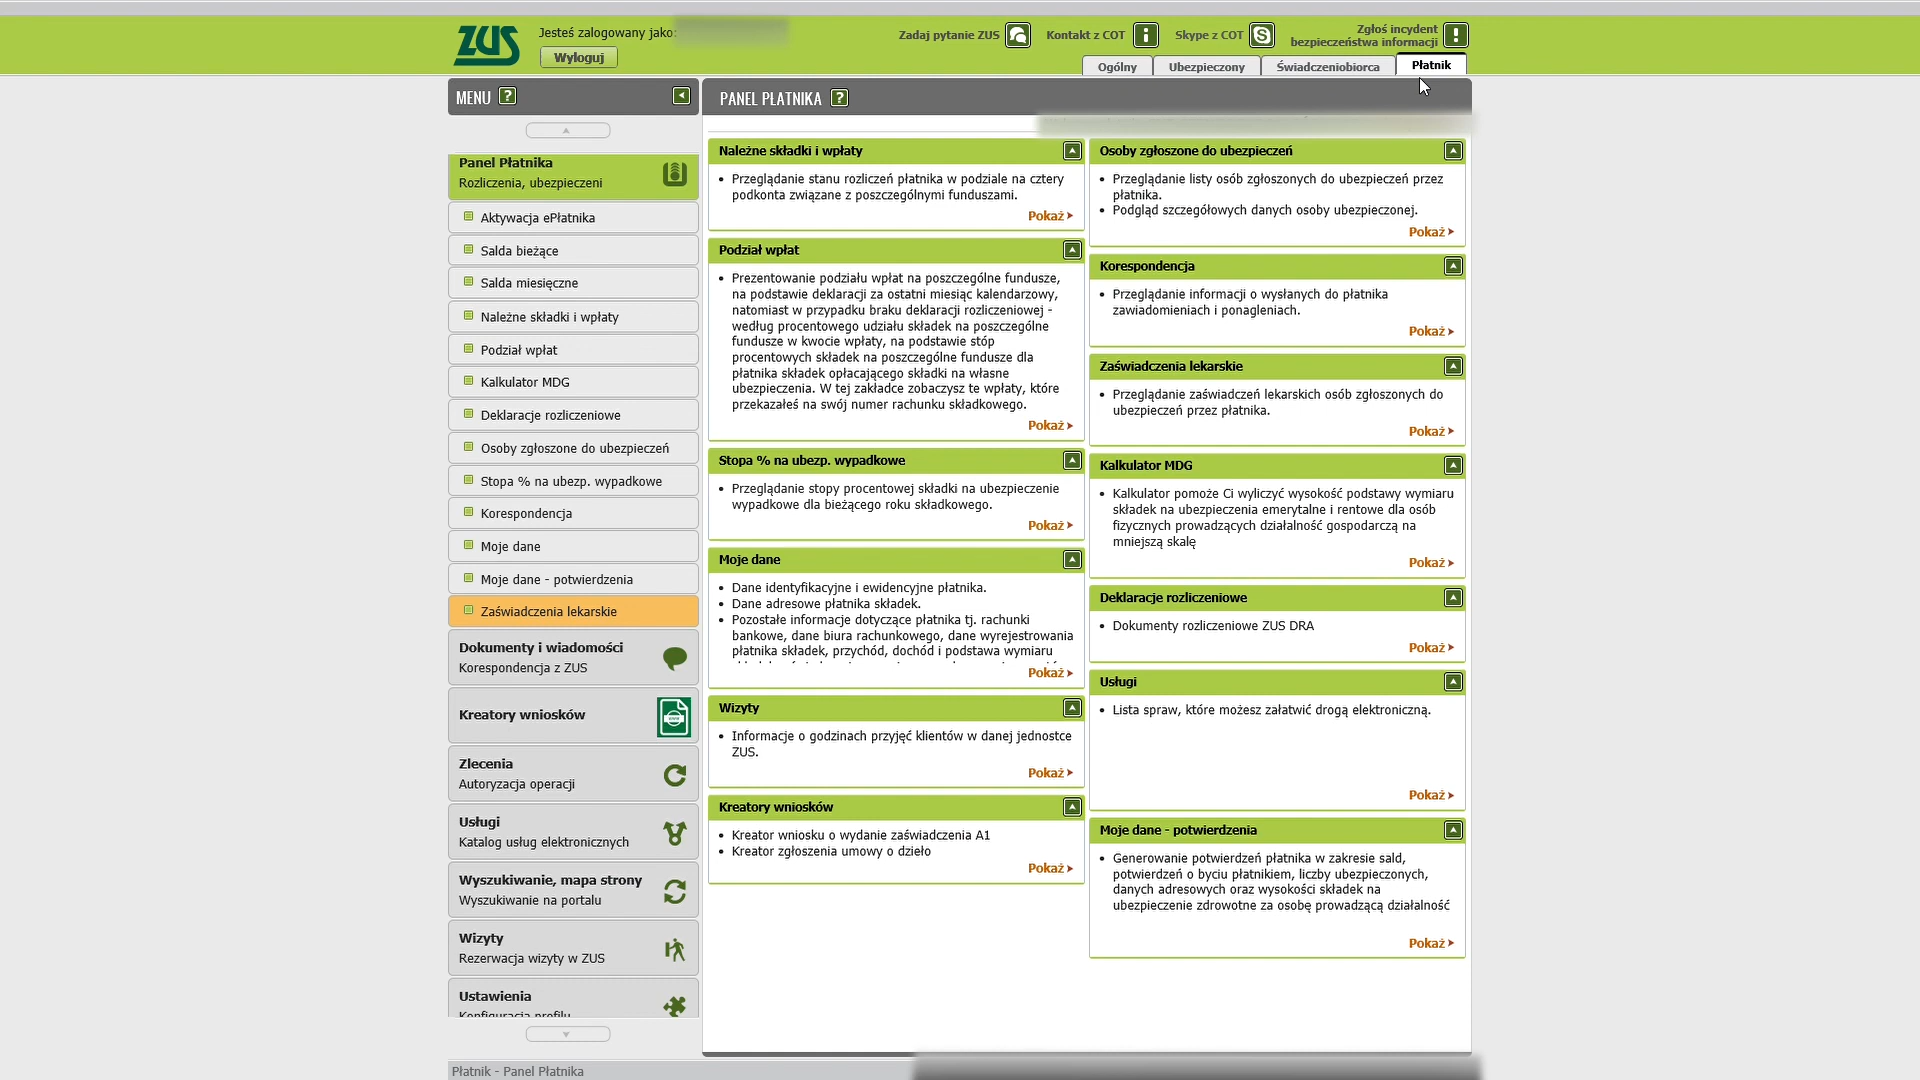 ZUS
Jesteś zalogowany jako:
Wyloguj
Zadaj pytanie ZUS
Kontakt z COT
Skype z COT
Zgłoś incydent
bezpieczeństwa informacji
Ogólny
Ubezpieczony
Świadczeniobiorca
Płatnik
MENU ?
PANEL PŁATNIKA ?
Panel Płatnika
Rozliczenia, ubezpieczeni
Aktywacja ePłatnika
Salda bieżące
Salda miesięczne
Należne składki i wpłaty
Podział wpłat
Kalkulator MDG
Deklaracje rozliczeniowe
Osoby zgłoszone do ubezpieczeń
Stopa % na ubezp. wypadkowe
Korespondencja
Moje dane
Moje dane - potwierdzenia
Zaświadczenia lekarskie
Dokumenty i wiadomości
Korespondencja z ZUS
Kreatory wniosków
Zlecenia
Autoryzacja operacji
Usługi
Katalog usług elektronicznych
Wyszukiwanie, mapa strony
Wyszukiwanie na portalu
Wizyty
Rezerwacja wizyty w ZUS
Ustawienia
Konfiguracja profilu
Należne składki i wpłaty
Przeglądanie stanu rozliczeń płatnika w podziale na cztery
podkonta związane z poszczególnymi funduszami.
Pokaż
Podział wpłat
Prezentowanie podziału wpłat na poszczególne fundusze,
na podstawie deklaracji za ostatni miesiąc kalendarzowy,
natomiast w przypadku braku deklaracji rozliczeniowej -
według procentowego udziału składek na poszczególne
fundusze w kwocie wpłaty, na podstawie stóp
procentowych składek na poszczególne fundusze dla
płatnika składek opłacającego składki na własne
ubezpieczenia. W tej zakładce zobaczysz te wpłaty, które
przekazałeś na swój numer rachunku składkowego.
Pokaż
Stopa % na ubezp. wypadkowe
Przeglądanie stopy procentowej składki na ubezpieczenie
wypadkowe dla bieżącego roku składkowego.
Pokaż
Moje dane
Dane identyfikacyjne i ewidencyjne płatnika.
Dane adresowe płatnika składek.
Pozostałe informacje dotyczące płatnika tj. rachunki
bankowe, dane biura rachunkowego, dane wyrejestrowania
płatnika składek, przychód, dochód i podstawa wymiaru
Pokaż
Wizyty
Informacje o godzinach przyjęć klientów w danej jednostce
ZUS.
Pokaż
Kreatory wniosków
Kreator wniosku o wydanie zaświadczenia A1
Kreator zgłoszenia umowy o dzieło
Pokaż
Osoby zgłoszone do ubezpieczeń
Przeglądanie listy osób zgłoszonych do ubezpieczeń przez
płatnika.
Podgląd szczegółowych danych osoby ubezpieczonej.
Pokaż
Korespondencja
Przeglądanie informacji o wysłanych do płatnika
zawiadomieniach i ponagleniach.
Pokaż
Zaświadczenia lekarskie
Przeglądanie zaświadczeń lekarskich osób zgłoszonych do
ubezpieczeń przez płatnika.
Pokaż
Kalkulator MDG
Kalkulator pomoże Ci wyliczyć wysokość podstawy wymiaru
składek na ubezpieczenia emerytalne i rentowe dla osób
fizycznych prowadzących działalność gospodarczą na
mniejszą skalę
Pokaż
Deklaracje rozliczeniowe
Dokumenty rozliczeniowe ZUS DRA
Pokaż
Usługi
Lista spraw, które możesz załatwić drogą elektroniczną.
Pokaż
Moje dane - potwierdzenia
Generowanie potwierdzeń płatnika w zakresie sald,
potwierdzeń o byciu płatnikiem, liczby ubezpieczonych,
danych adresowych oraz wysokości składek na
ubezpieczenie zdrowotne za osobę prowadzącą działalność
Pokaż
Płatnik - Panel Płatnika